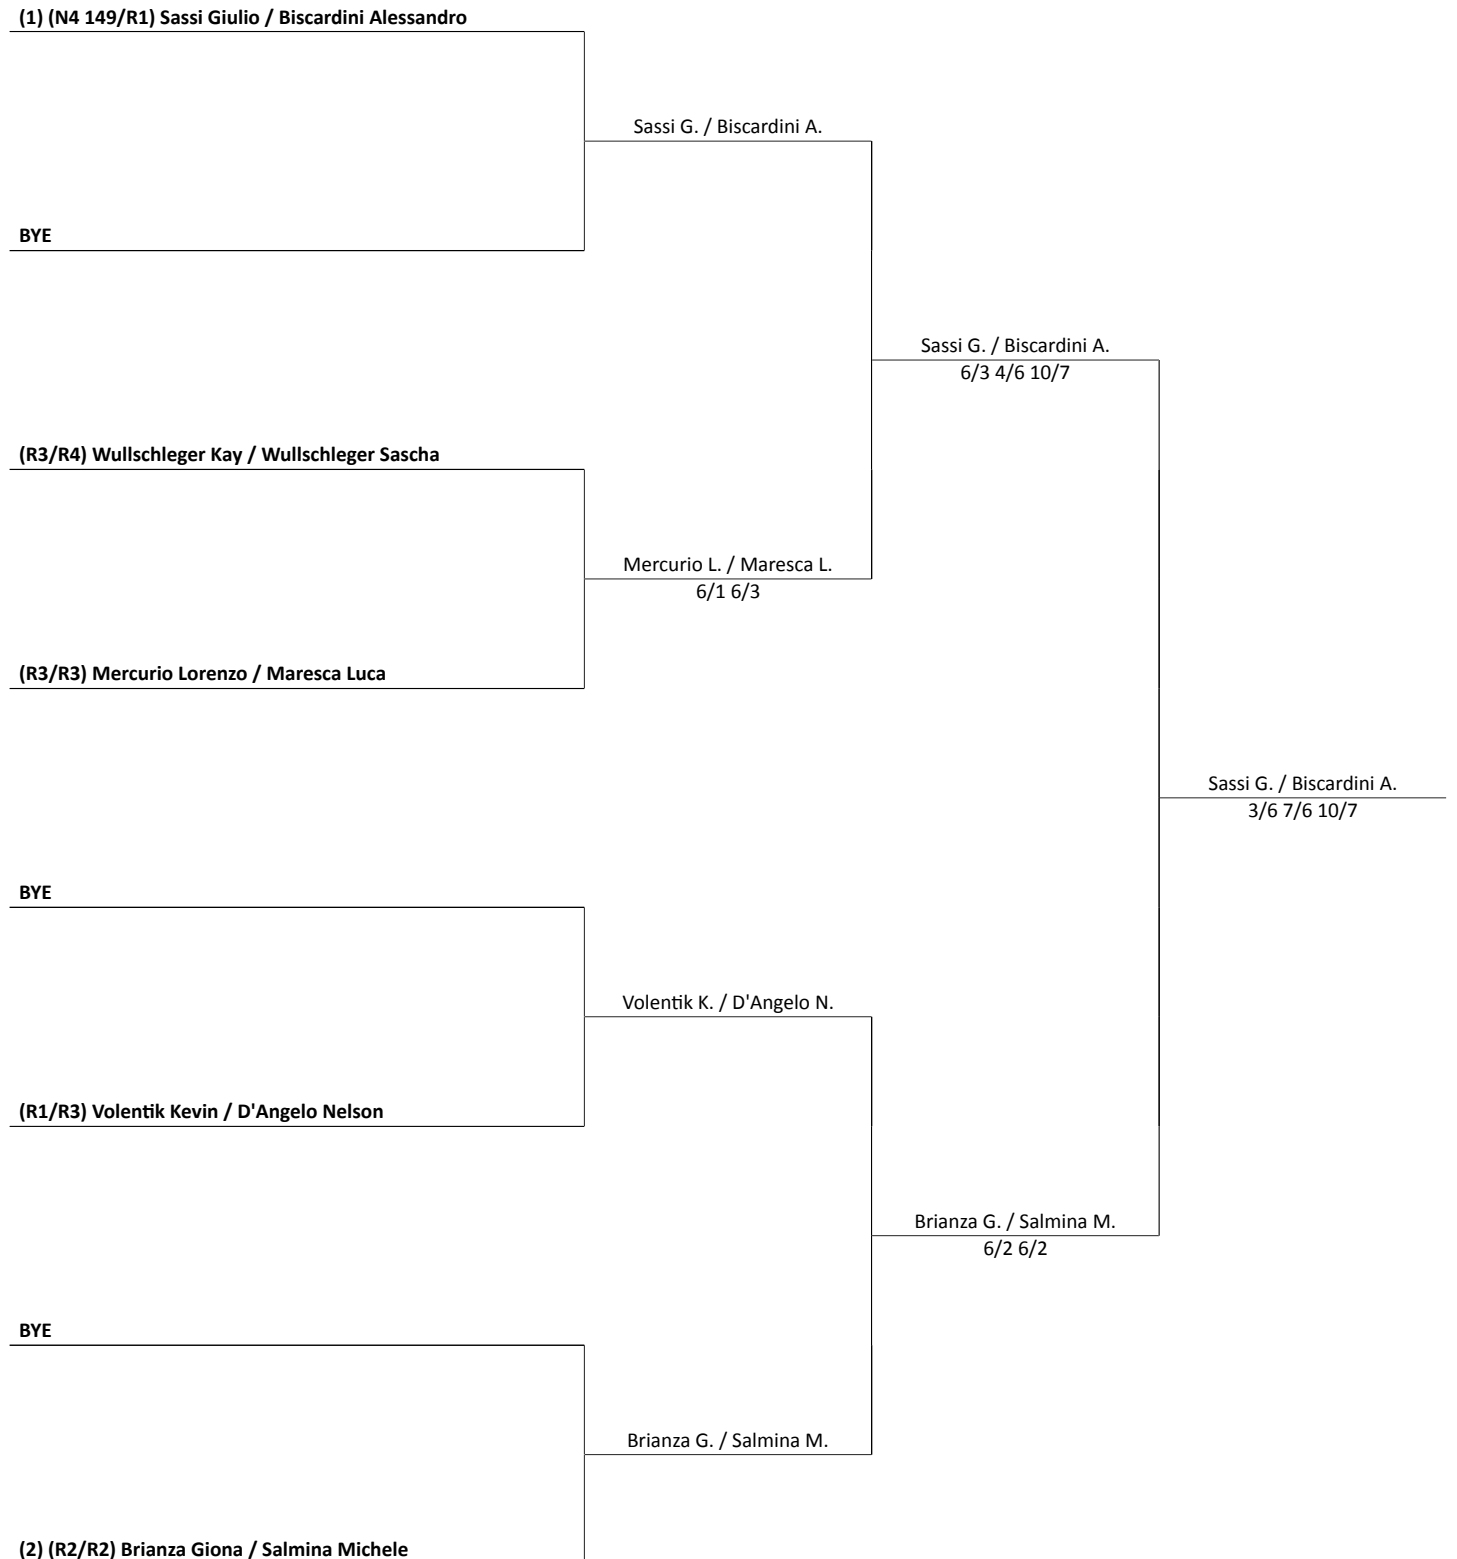 (1) (N4 149/R1) Sassi Giulio / Biscardini Alessandro
Sassi G. / Biscardini A.
BYE
Sassi G. / Biscardini A.
6/3 4/6 10/7
(R3/R4) Wullschleger Kay / Wullschleger Sascha
Mercurio L. / Maresca L.
6/1 6/3
(R3/R3) Mercurio Lorenzo / Maresca Luca
Sassi G. / Biscardini A.
3/6 7/6 10/7
BYE
Volentik K. / D'Angelo N.
(R1/R3) Volentik Kevin / D'Angelo Nelson
Brianza G. / Salmina M.
6/2 6/2
BYE
Brianza G. / Salmina M.
(2) (R2/R2) Brianza Giona / Salmina Michele